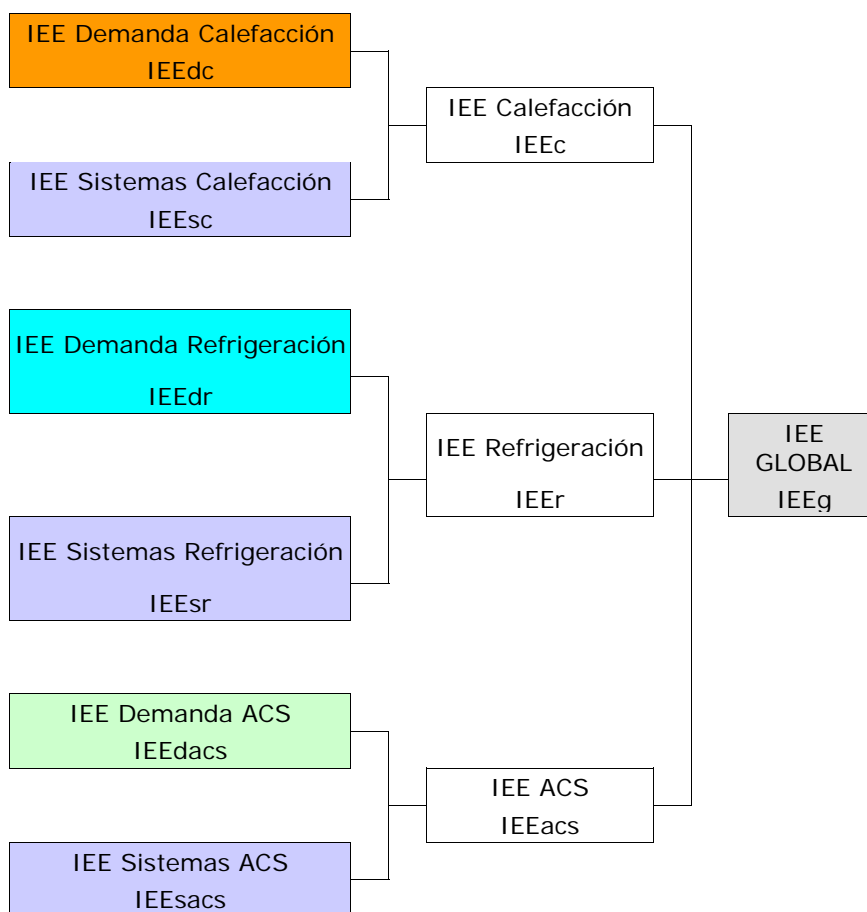 IEE Demanda Calefacción
IEEdc
IEE Sistemas Calefacción
IEEsc
IEE Calefacción
IEEc
IEE Demanda Refrigeración
IEEdr
IEE Sistemas Refrigeración
IEEsr
IEE Refrigeración
IEEr
IEE Demanda ACS
IEEdacs
IEE Sistemas ACS
IEEsacs
IEE ACS
IEEacs
IEE
GLOBAL
IEEg